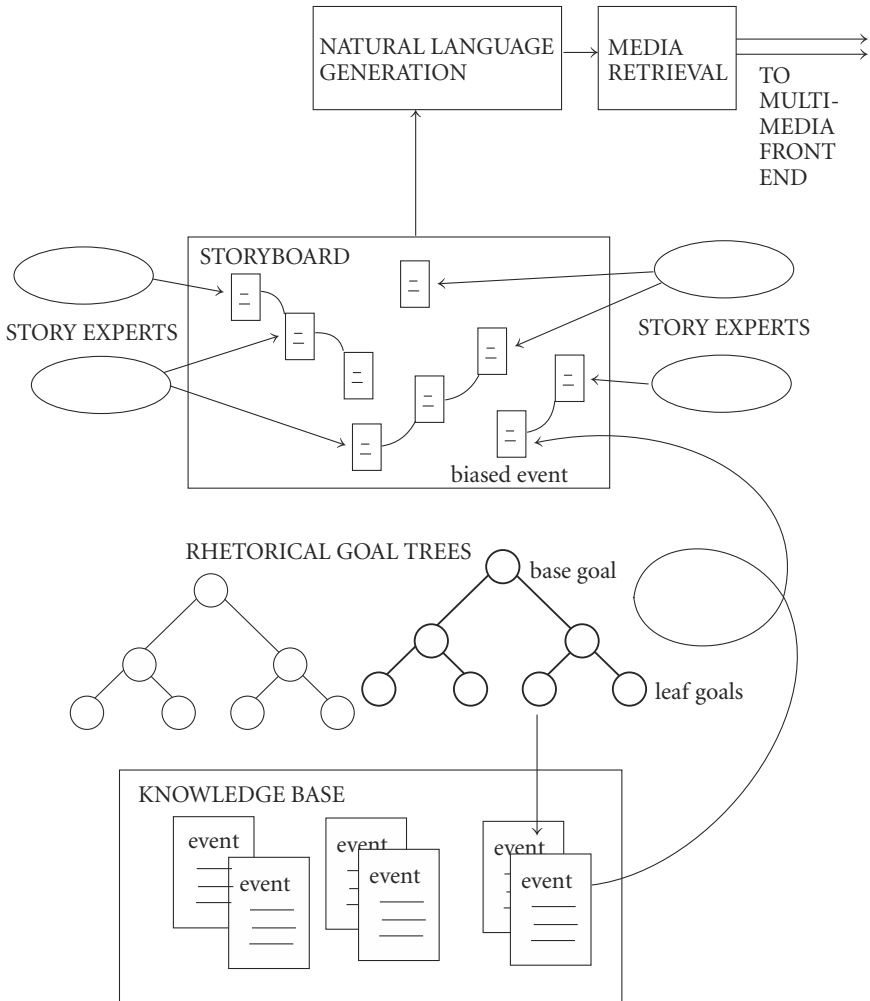 NATURAL LANGUAGE
GENERATION
MEDIA
RETRIEVAL
TO
MULTI-
MEDIA
FRONT
END
STORYBOARD
STORY EXPERTS
STORY EXPERTS
biased event
RHETORICAL GOAL TREES
base goal
leaf goals
KNOWLEDGE BASE
event
event
event
event
event
event